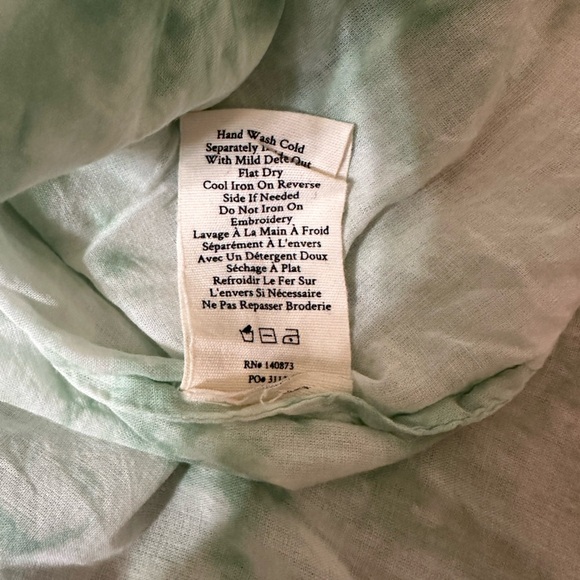 Hand Wash Cold
Separately
With Mild Out
Flat Dry
Cool Iron On Reverse
Side If Needed
Do Not Iron On
Embroidery
Lavage À La Main À Froid
Séparément À L'envers
Avec Un Détergent Doux
Séchage À Plat
Refroidir Le Fer Sur
L'envers Si Nécessaire
Ne Pas Repasser Broderie
RN# 140873
PO#